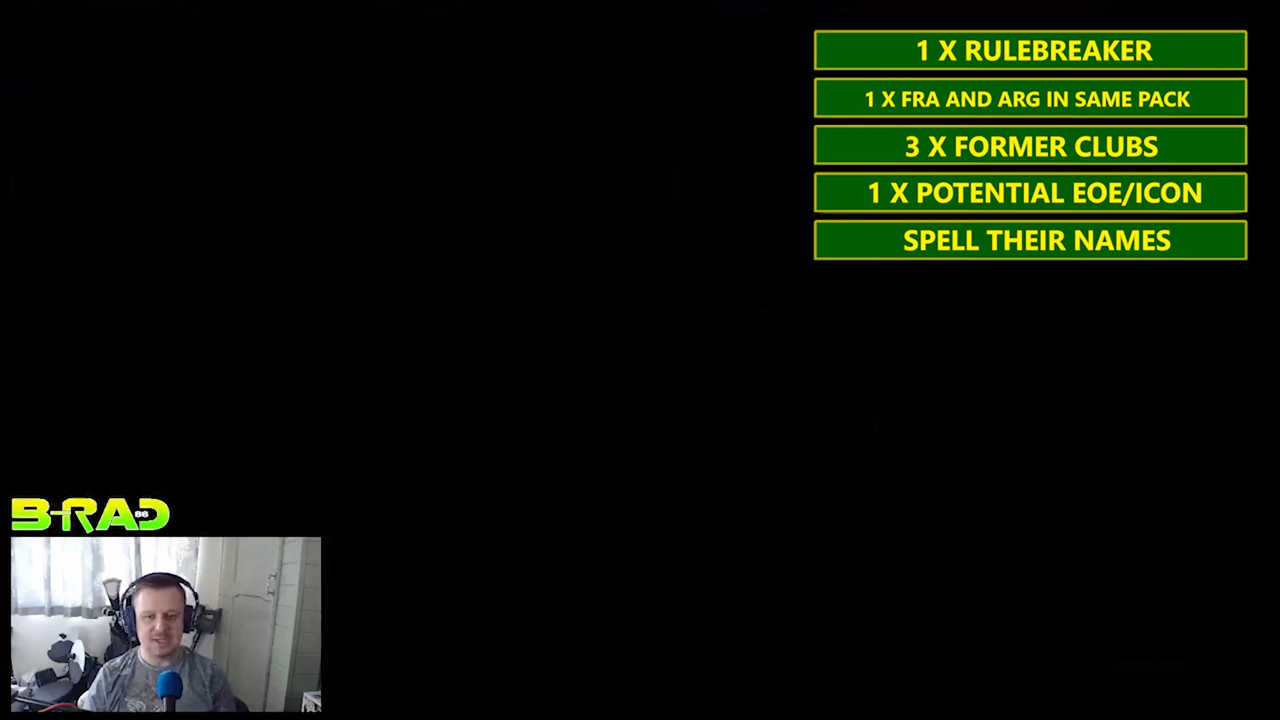 1 X RULEBREAKER
1 X FRA AND ARG IN SAME PACK
3 X FORMER CLUBS
1 X POTENTIAL EOE/ICON
SPELL THEIR NAMES
B-RAD 86